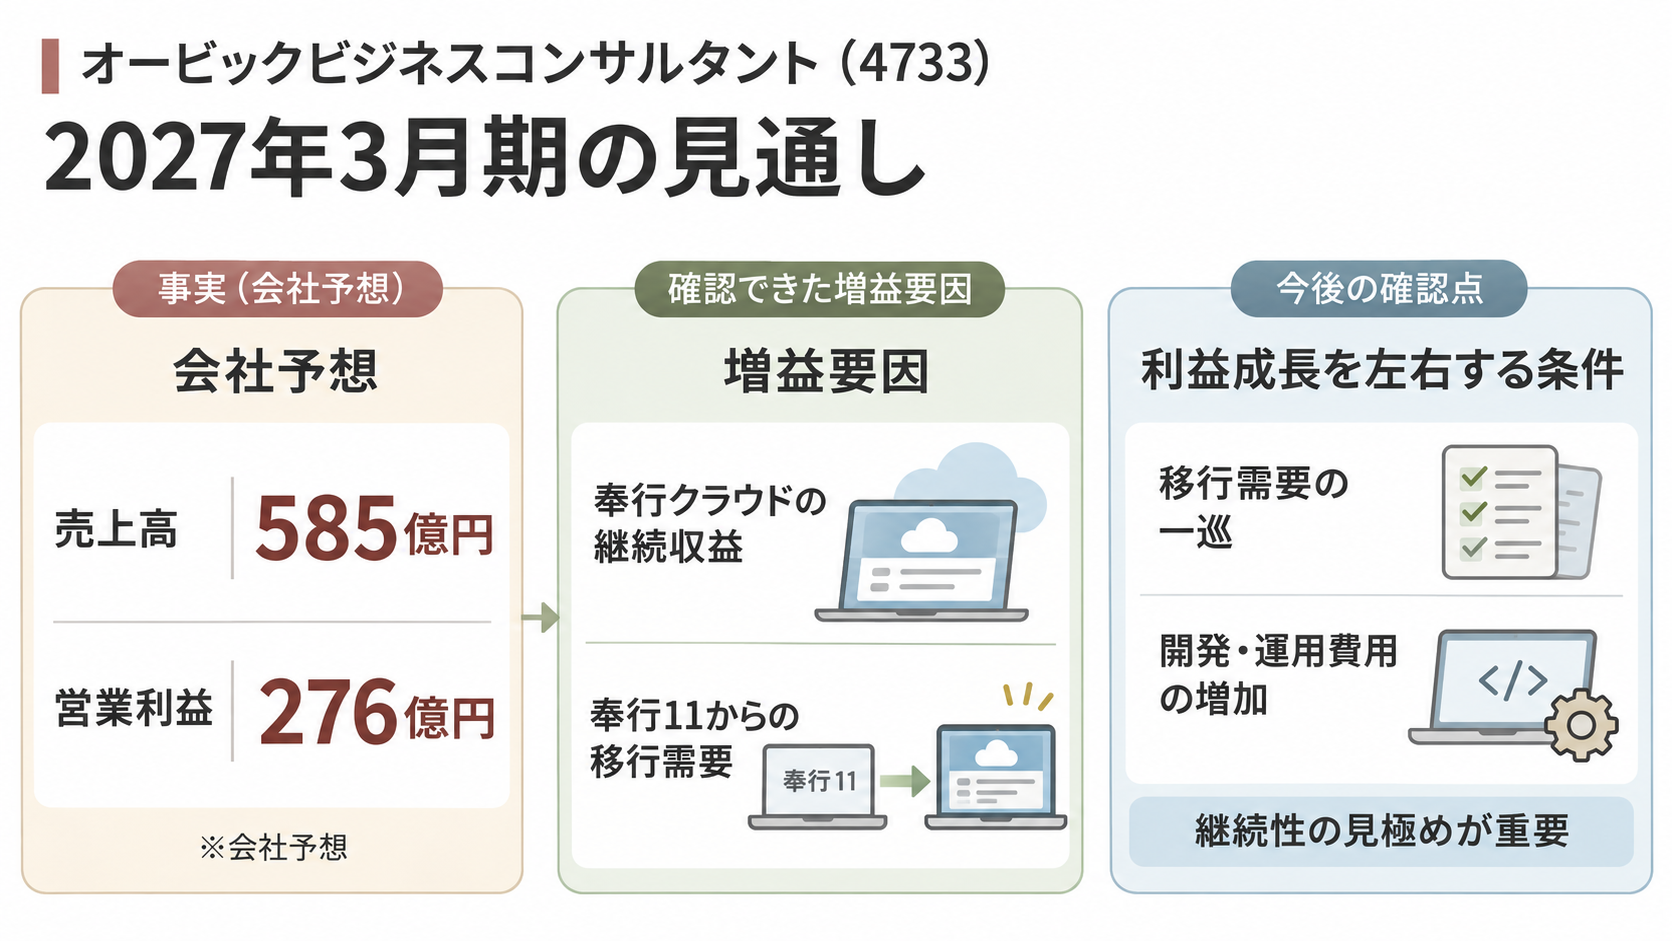 オービックビジネスコンサルタント（4733）
2027年3月期の見通し
事実（会社予想）
会社予想
売上高
585億円
営業利益
276億円
※会社予想
確認できた増益要因
増益要因
奉行クラウドの
継続収益
奉行11からの
移行需要
奉行11
今後の確認点
利益成長を左右する条件
移行需要の
一巡
開発・運用費用
の増加
</>
継続性の見極めが重要